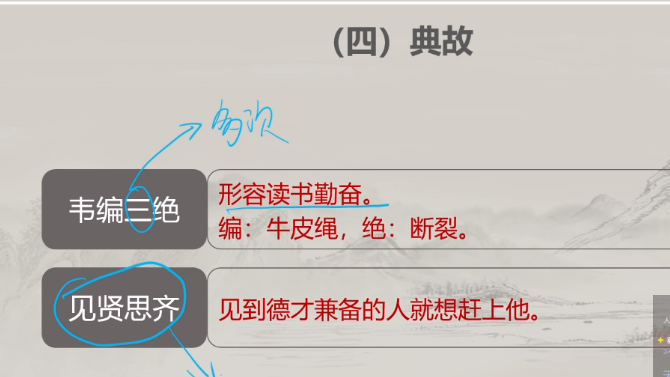 （四）典故
多次
韦编三绝
形容读书勤奋。
编：牛皮绳，绝：断裂。
见贤思齐
见到德才兼备的人就想赶上他。